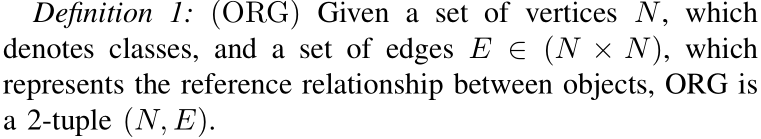 Definition 1: (ORG) Given a set of vertices N, which
denotes classes, and a set of edges E ∈ (N × N), which
represents the reference relationship between objects, ORG is
a 2-tuple (N, E).